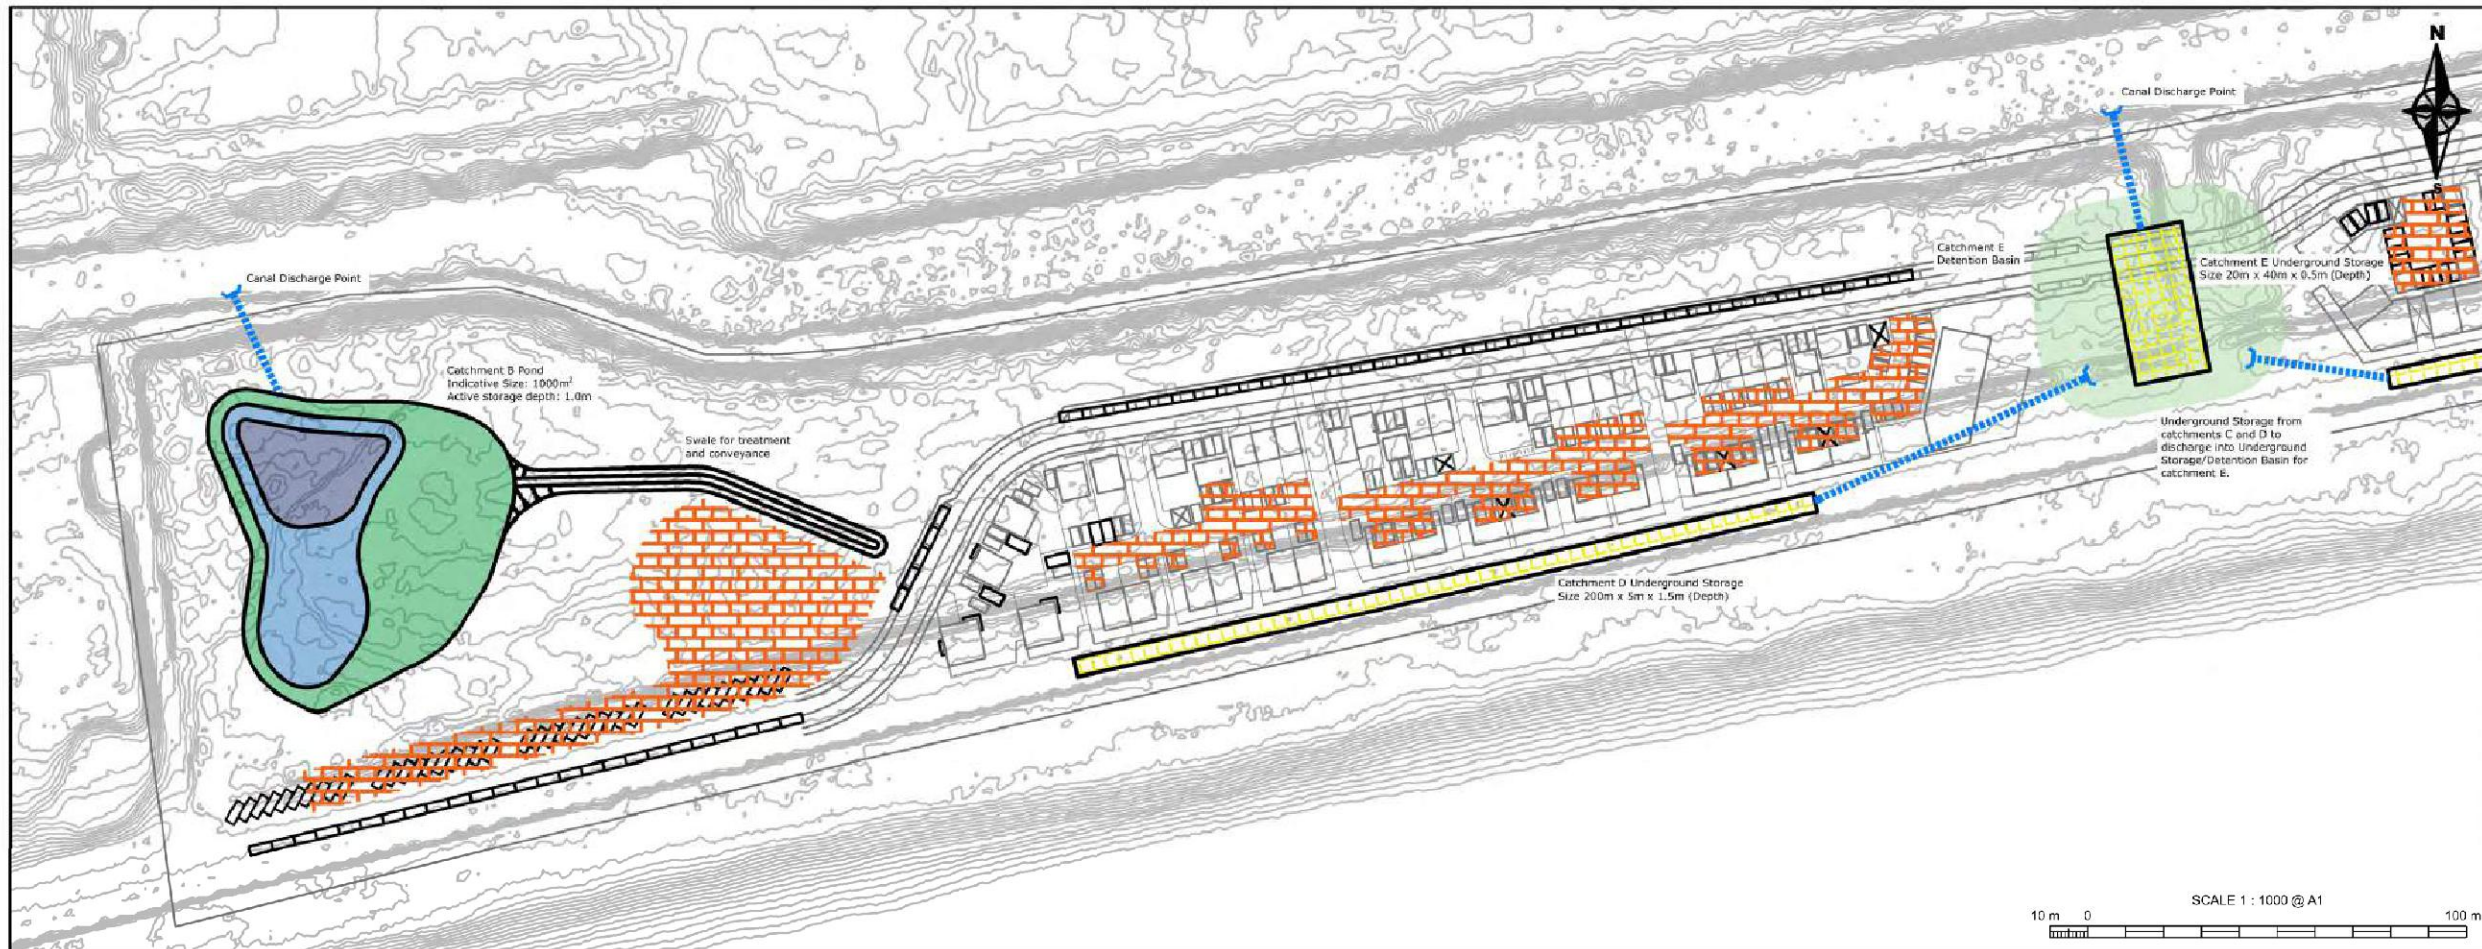 N
Canal Discharge Point
S
Catchment E
Detention Basin
Catchment E Underground Storage
Size 20m x 40m x 0.5m (Depth)
Canal Discharge Point
Catchment B Pond
Indicative Size: 1000m²
Active storage depth: 1.0m
Swale for treatment
and conveyance
Underground Storage from
catchments C and D to
discharge into Underground
Storage/Detention Basin for
catchment E.
Catchment D Underground Storage
Size 200m x 5m x 1.5m (Depth)
SCALE 1 : 1000 @ A1
10 m 0 100 m